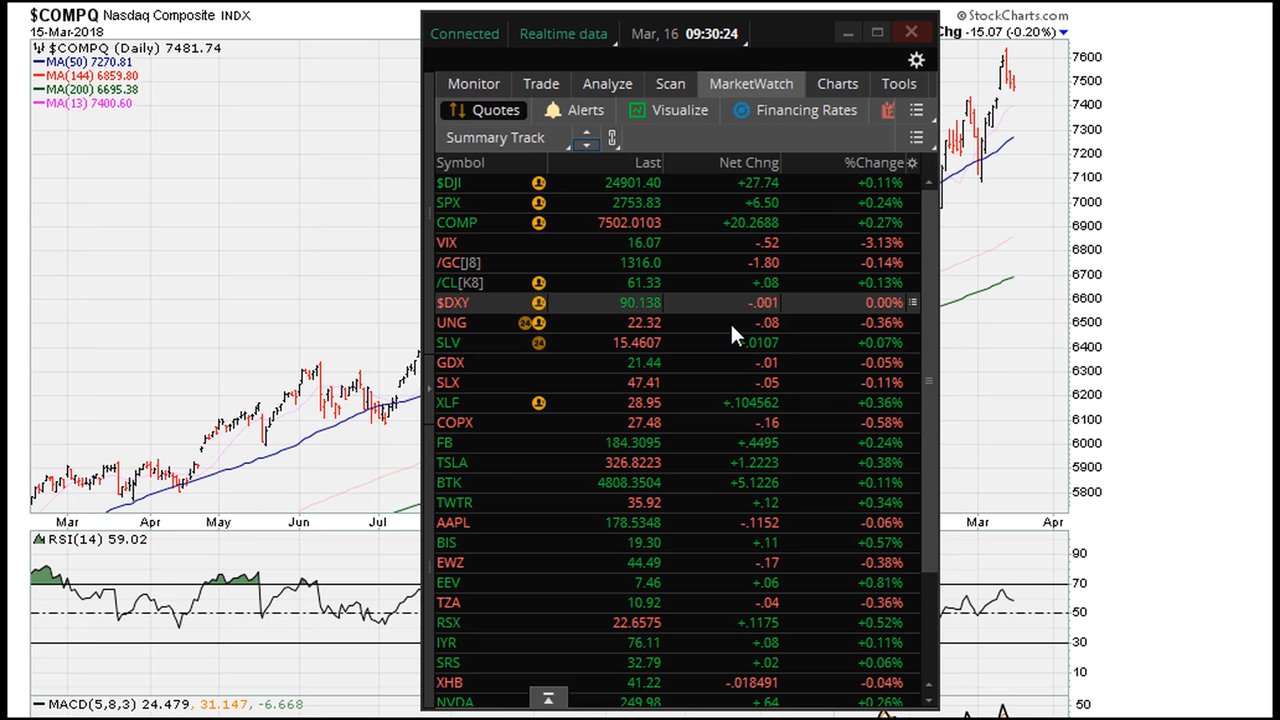 $COMPQ Nasdaq Composite INDX
© StockCharts.com
15-Mar-2018
Chg -15.07 (-0.20%)
$COMPQ (Daily) 7481.74
MA(50) 7270.81
MA(144) 6859.80
MA(200) 6695.38
MA(13) 7400.60
Connected Realtime data Mar, 16 09:30:24
Monitor Trade Analyze Scan MarketWatch Charts Tools
Quotes Alerts Visualize Financing Rates
Summary Track
Symbol Last Net Chng %Change
$DJI 24901.40 +27.74 +0.11%
SPX 2753.83 +6.50 +0.24%
COMP 7502.0103 +20.2688 +0.27%
VIX 16.07 -.52 -3.13%
/GC[J8] 1316.0 -1.80 -0.14%
/CL[K8] 61.33 +.08 +0.13%
$DXY 90.138 -.001 0.00%
UNG 24 22.32 -.08 -0.36%
SLV 24 15.4607 .0107 +0.07%
GDX 21.44 -.01 -0.05%
SLX 47.41 -.05 -0.11%
XLF 28.95 +.104562 +0.36%
COPX 27.48 -.16 -0.58%
FB 184.3095 +.4495 +0.24%
TSLA 326.8223 +1.2223 +0.38%
BTK 4808.3504 +5.1226 +0.11%
TWTR 35.92 +.12 +0.34%
AAPL 178.5348 -.1152 -0.06%
BIS 19.30 +.11 +0.57%
EWZ 44.49 -.17 -0.38%
EEV 7.46 +.06 +0.81%
TZA 10.92 -.04 -0.36%
RSX 22.6575 +.1175 +0.52%
IYR 76.11 +.08 +0.11%
SRS 32.79 +.02 +0.06%
XHB 41.22 -.018491 -0.04%
NVDA 249.98 +.64 +0.26%
7600
7500
7400
7300
7200
7100
7000
6900
6800
6700
6600
6500
6400
6300
6200
6100
6000
5900
5800
Mar Apr May Jun Jul Mar Apr
RSI(14) 59.02
90
70
50
30
10
MACD(5,8,3) 31.147, -6.668
50